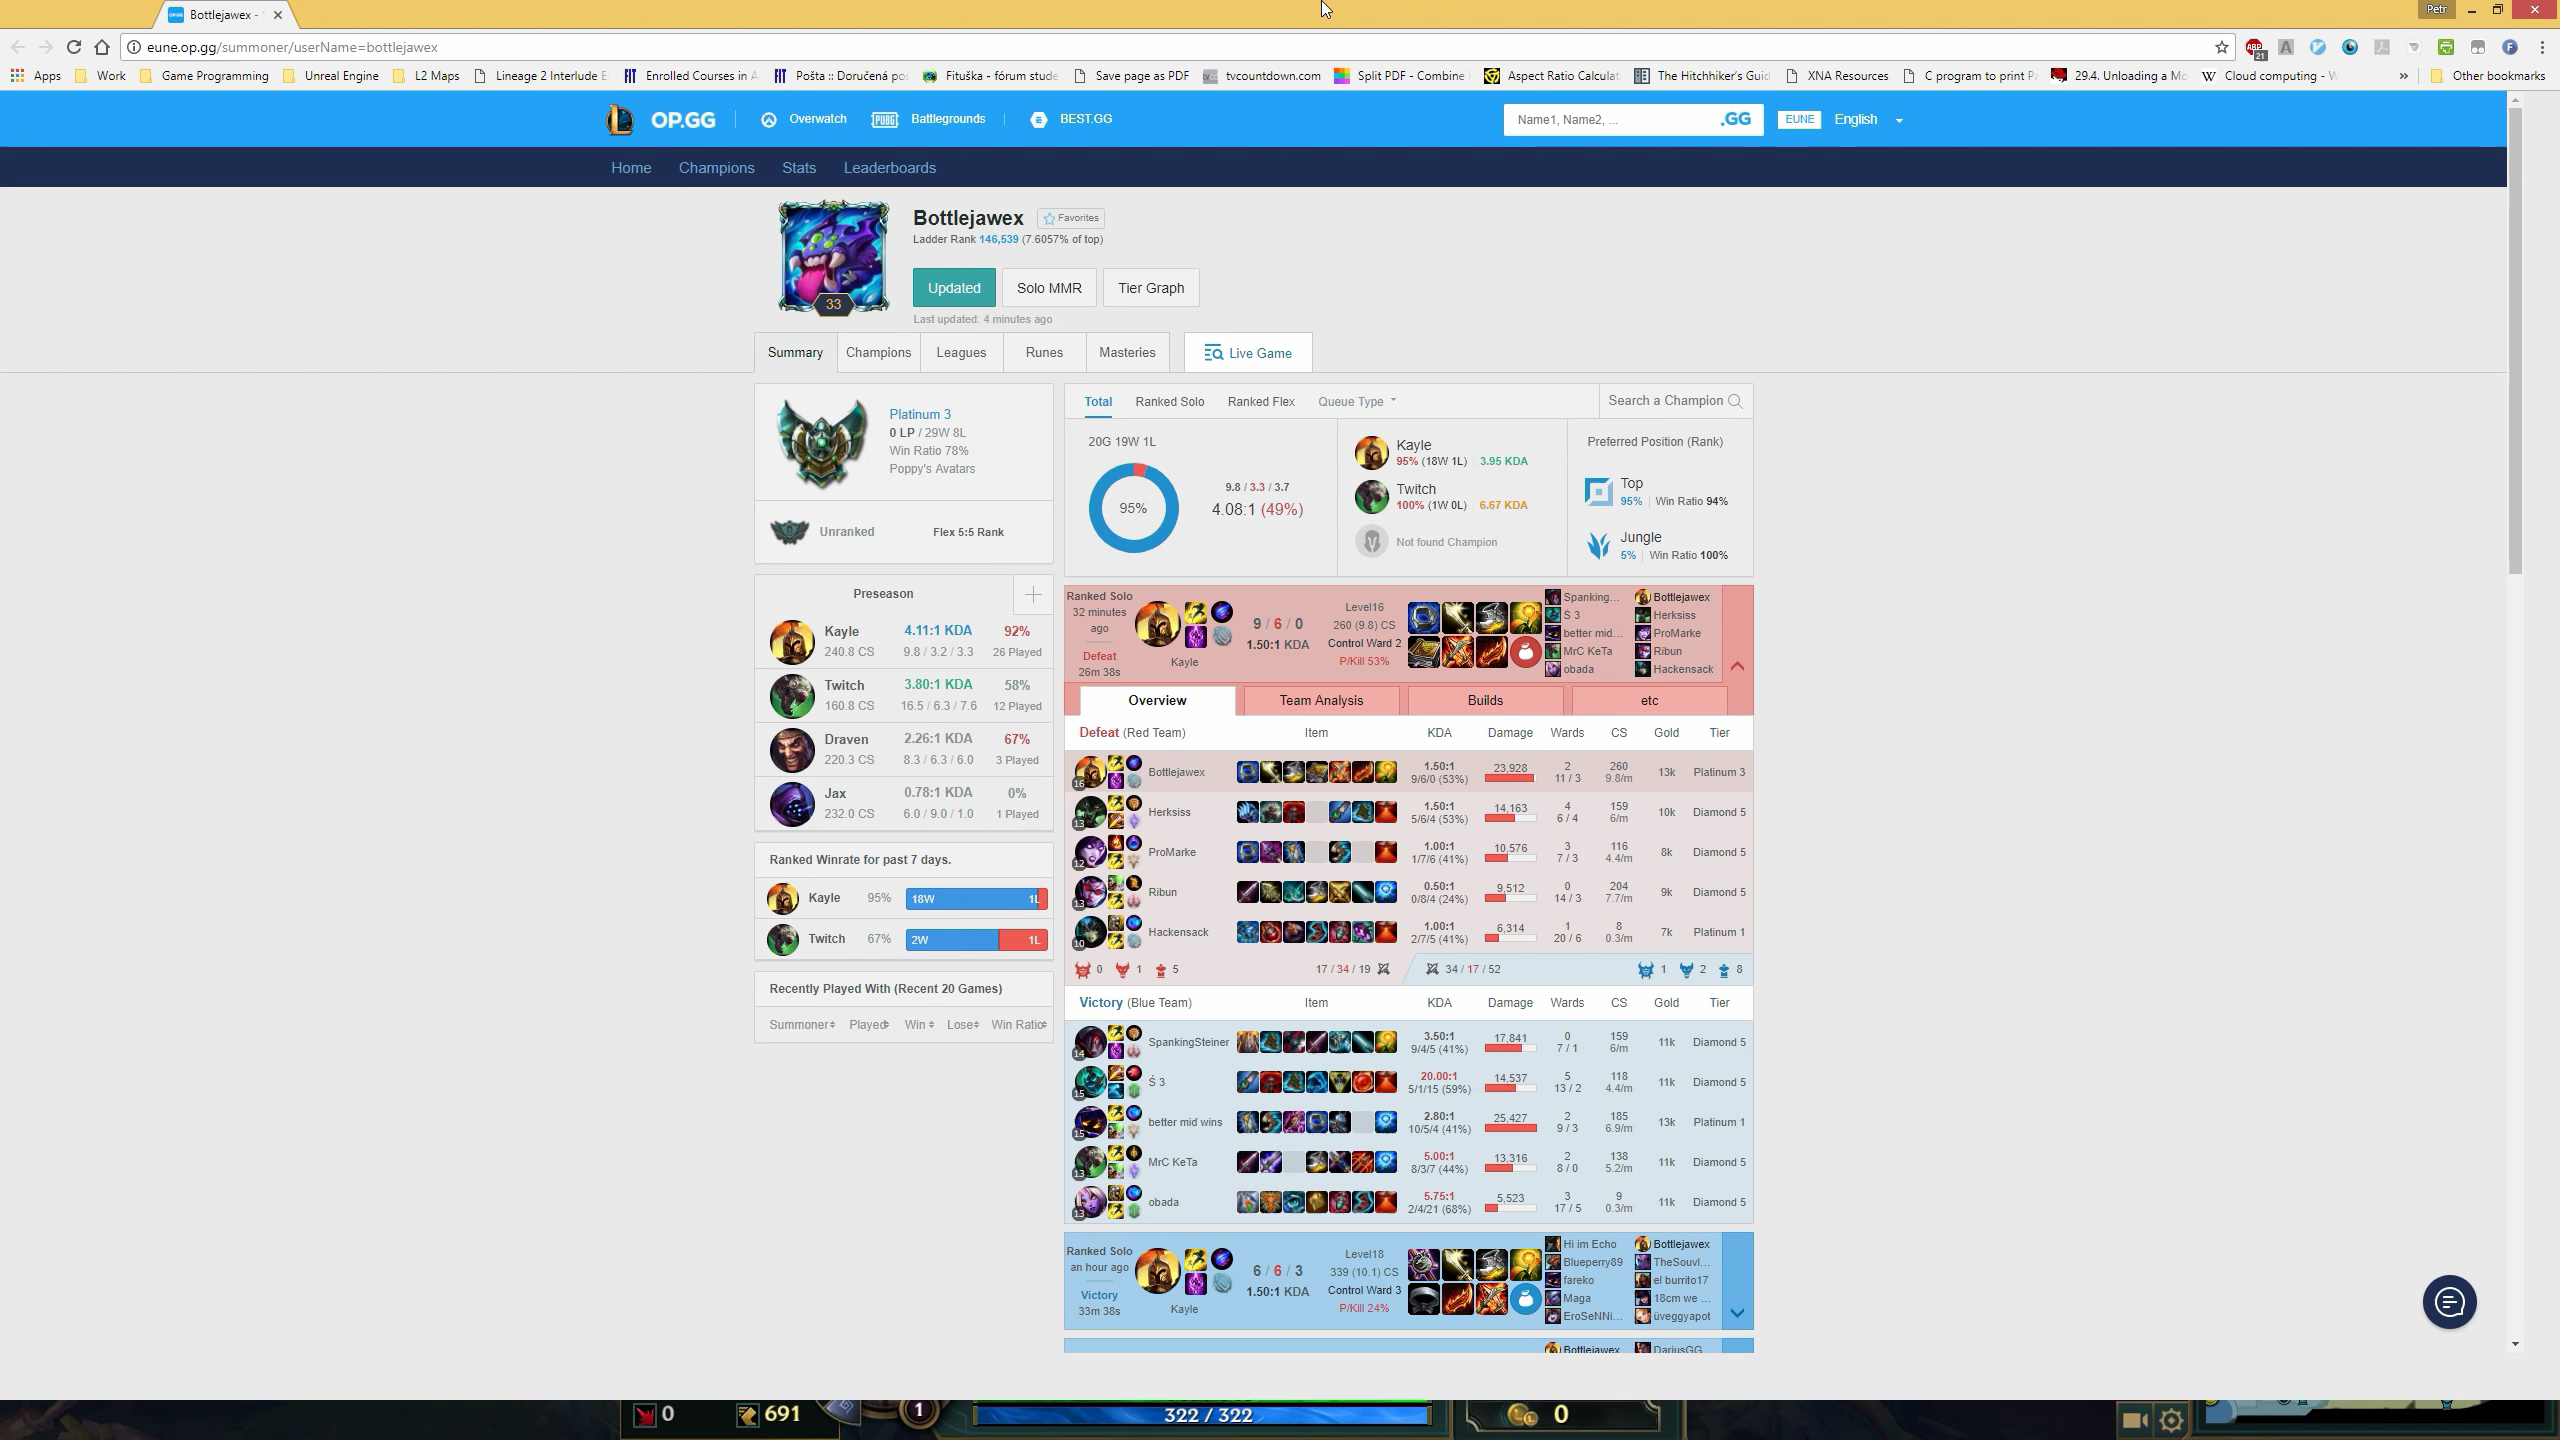 Bottlejawex -
Petr
eune.op.gg/summoner/userName=bottlejawex
ABP 21
Apps Work Game Programming Unreal Engine L2 Maps Lineage 2 Interlude Enrolled Courses in Pošta :: Doručená Fituška - fórum stude Save page as PDF tvcountdown.com Split PDF - Combine Aspect Ratio Calculat The Hitchhiker's Guid XNA Resources C program to print 29.4. Unloading a Mo Cloud computing - » Other bookmarks
OP.GG Overwatch PUBG Battlegrounds BEST.GG Name1, Name2, ... .GG EUNE English
Home Champions Stats Leaderboards
Bottlejawex Favorites
Ladder Rank 146,539 (7.6057% of top)
Updated Solo MMR Tier Graph
33
Last updated: 4 minutes ago
Summary Champions Leagues Runes Masteries Live Game
Platinum 3
0 LP / 29W 8L
Win Ratio 78%
Poppy's Avatars
Unranked Flex 5:5 Rank
Preseason
Kayle 4.11:1 KDA 92%
240.8 CS 9.8 / 3.2 / 3.3 26 Played
Twitch 3.80:1 KDA 58%
160.8 CS 16.5 / 6.3 / 7.6 12 Played
Draven 2.26:1 KDA 67%
220.3 CS 8.3 / 6.3 / 6.0 3 Played
Jax 0.78:1 KDA 0%
232.0 CS 6.0 / 9.0 / 1.0 1 Played
Ranked Winrate for past 7 days.
Kayle 95% 18W 1L
Twitch 67% 2W 1L
Recently Played With (Recent 20 Games)
Summoner Played Win Lose Win Ratio
Total Ranked Solo Ranked Flex Queue Type Search a Champion
20G 19W 1L
95%
9.8 / 3.3 / 3.7
4.08:1 (49%)
Kayle
95% (18W 1L) 3.95 KDA
Twitch
100% (1W 0L) 6.67 KDA
Not found Champion
Preferred Position (Rank)
Top
95% Win Ratio 94%
Jungle
5% Win Ratio 100%
Ranked Solo
32 minutes
ago
Defeat
26m 38s
Kayle
9 / 6 / 0
1.50:1 KDA
Level16
260 (9.8) CS
Control Ward 2
P/Kill 53%
Spanking... Bottlejawex
Ś 3 Herksiss
better mid... ProMarke
MrC KeTa Ribun
obada Hackensack
Overview Team Analysis Builds etc
Defeat (Red Team) Item KDA Damage Wards CS Gold Tier
16 Bottlejawex 1.50:1 23,928 2 260 13k Platinum 3
9/6/0 (53%) 11 / 3 9.8/m
13 Herksiss 1.50:1 14,163 4 159 10k Diamond 5
5/6/4 (53%) 6 / 4 6/m
12 ProMarke 1.00:1 10,576 3 116 8k Diamond 5
1/7/6 (41%) 7 / 3 4.4/m
13 Ribun 0.50:1 9,512 0 204 9k Diamond 5
0/8/4 (24%) 14 / 3 7.7/m
10 Hackensack 1.00:1 6,314 1 8 7k Platinum 1
2/7/5 (41%) 20 / 6 0.3/m
0 1 5 17 / 34 / 19 34 / 17 / 52 1 2 8
Victory (Blue Team) Item KDA Damage Wards CS Gold Tier
14 SpankingSteiner 3.50:1 17,841 0 159 11k Diamond 5
9/4/5 (41%) 7 / 1 6/m
15 Ś 3 20.00:1 14,537 5 118 11k Diamond 5
5/1/15 (59%) 13 / 2 4.4/m
15 better mid wins 2.80:1 25,427 2 185 13k Platinum 1
10/5/4 (41%) 9 / 3 6.9/m
13 MrC KeTa 5.00:1 13,316 2 138 11k Diamond 5
8/3/7 (44%) 8 / 0 5.2/m
13 obada 5.75:1 5,523 3 9 11k Diamond 5
2/4/21 (68%) 17 / 5 0.3/m
Ranked Solo
an hour ago
Victory
33m 38s
Kayle
6 / 6 / 3
1.50:1 KDA
Level18
339 (10.1) CS
Control Ward 3
P/Kill 24%
Hi im Echo Bottlejawex
Blueperry89 TheSouvl...
fareko el burrito17
Maga 18cm we ...
EroSeNNi... üveggyapot
Bottlejawex DariusGG
0 691 1 322 / 322 0